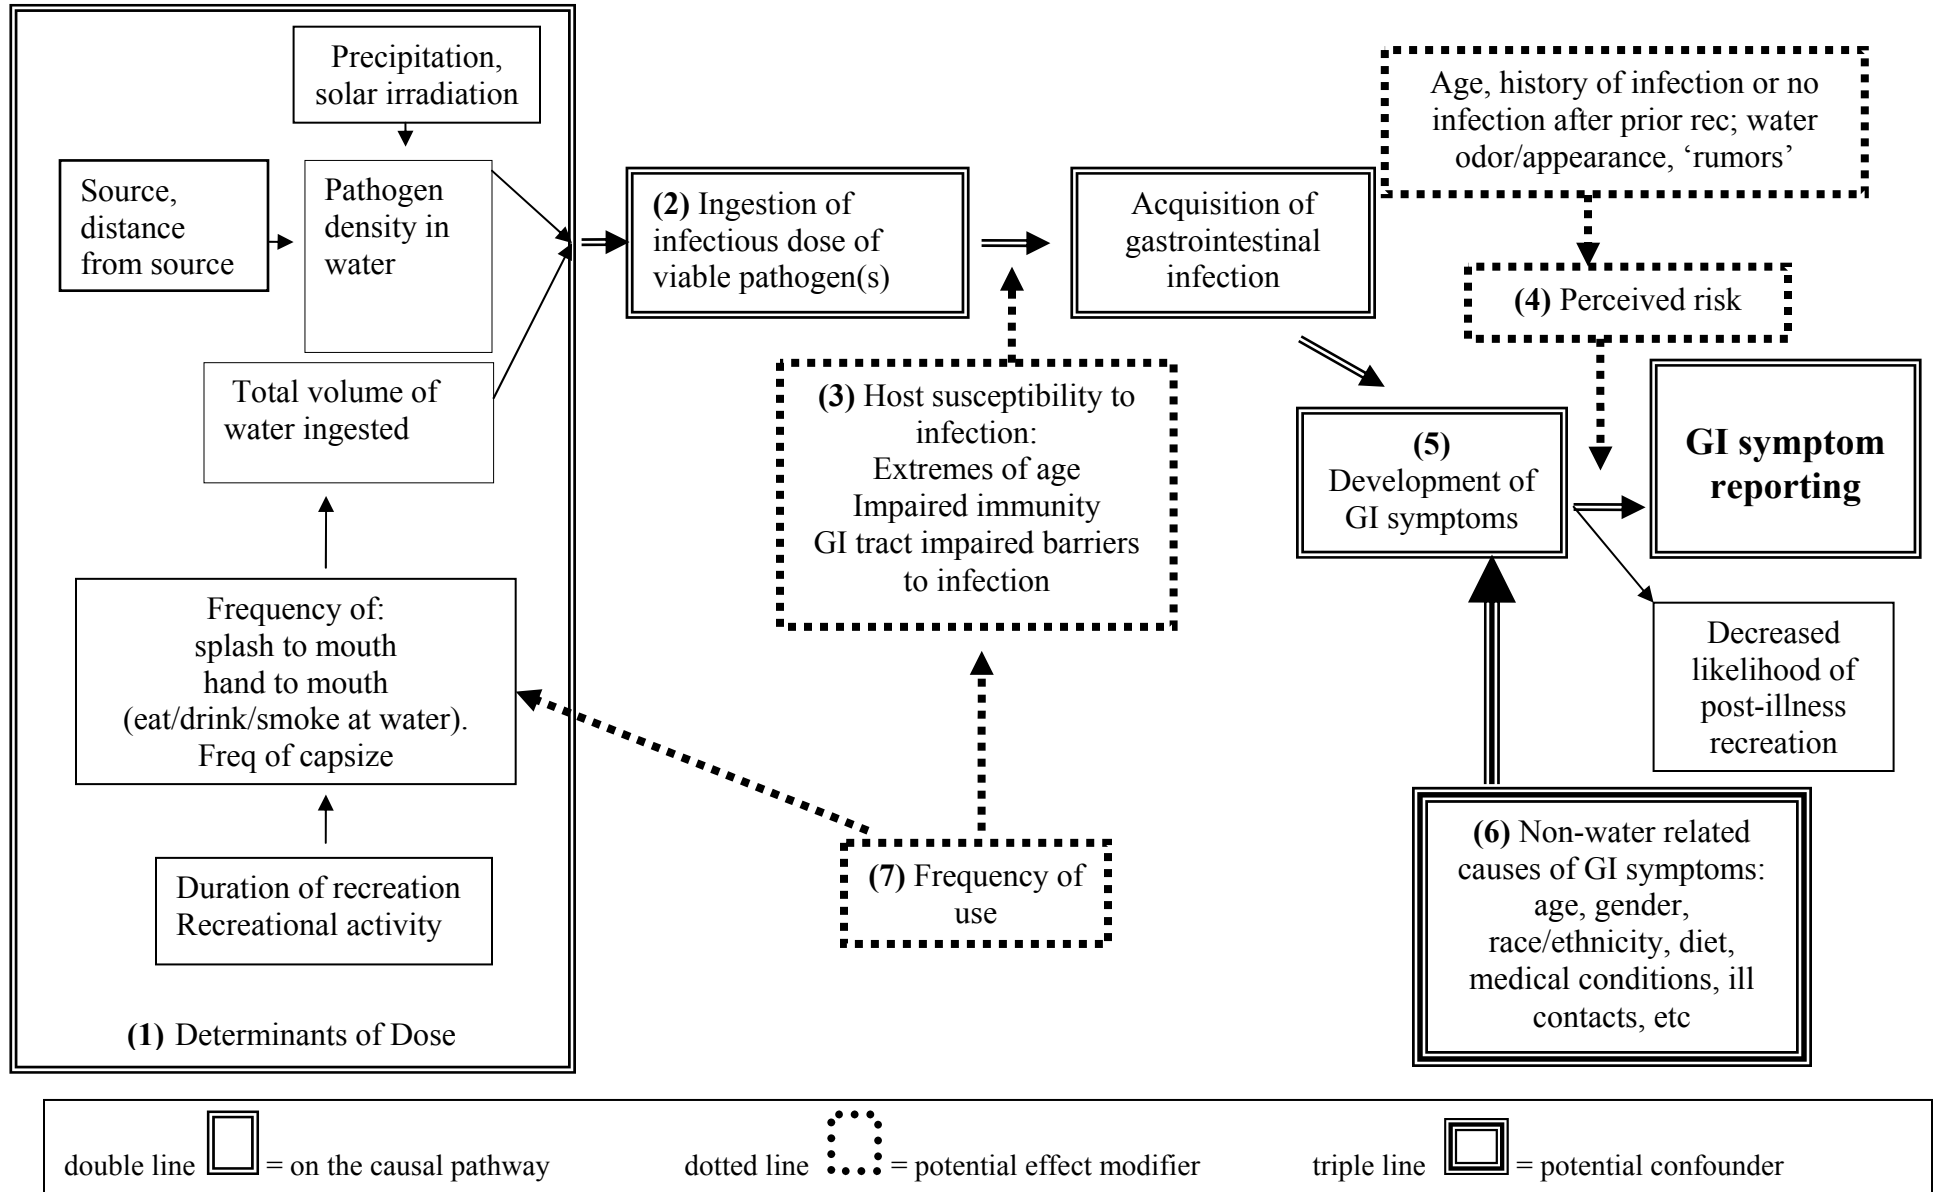 Precipitation,
solar irradiation
Source,
distance
from source
Pathogen
density in
water
Total volume of
water ingested
Frequency of:
splash to mouth
hand to mouth
(eat/drink/smoke at water).
Freq of capsize
Duration of recreation
Recreational activity
(1) Determinants of Dose
(2) Ingestion of
infectious dose of
viable pathogen(s)
(3) Host susceptibility to
infection:
Extremes of age
Impaired immunity
GI tract impaired barriers
to infection
(7) Frequency of
use
Acquisition of
gastrointestinal
infection
Age, history of infection or no
infection after prior rec; water
odor/appearance, ‘rumors’
(4) Perceived risk
(5)
Development of
GI symptoms
GI symptom
reporting
Decreased
likelihood of
post-illness
recreation
(6) Non-water related
causes of GI symptoms:
age, gender,
race/ethnicity, diet,
medical conditions, ill
contacts, etc
double line = on the causal pathway
dotted line = potential effect modifier
triple line = potential confounder